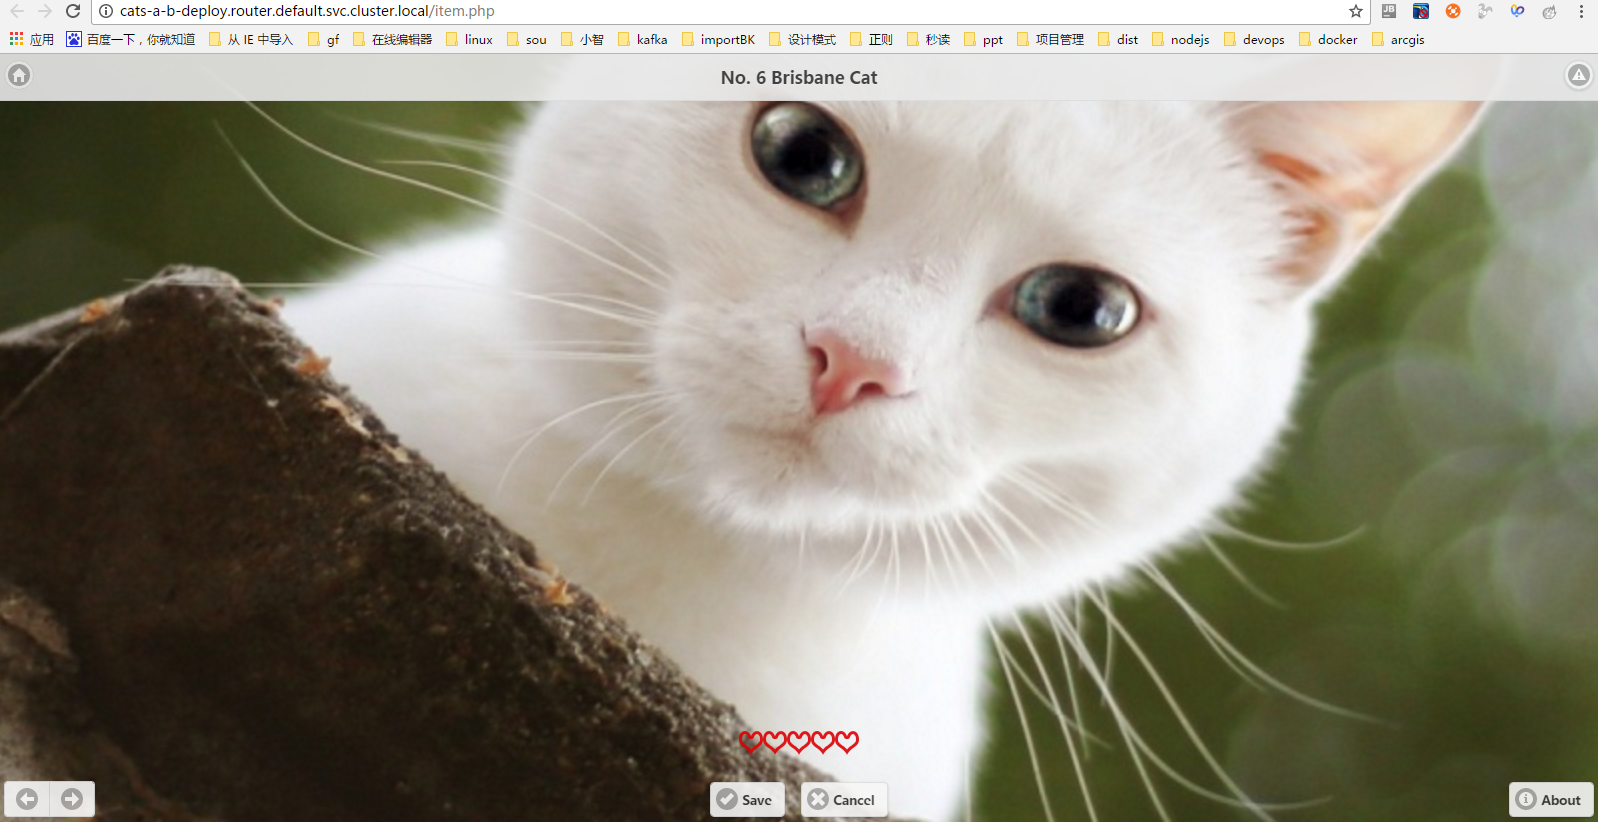 cats-a-b-deploy.router.default.svc.cluster.local/item.php
应用 百度一下，你就知道 从 IE 中导入 gf 在线编辑器 linux sou 小智 kafka importBK 设计模式 正则 秒读 ppt 项目管理 dist nodejs devops docker arcgis
No. 6 Brisbane Cat
Save Cancel About